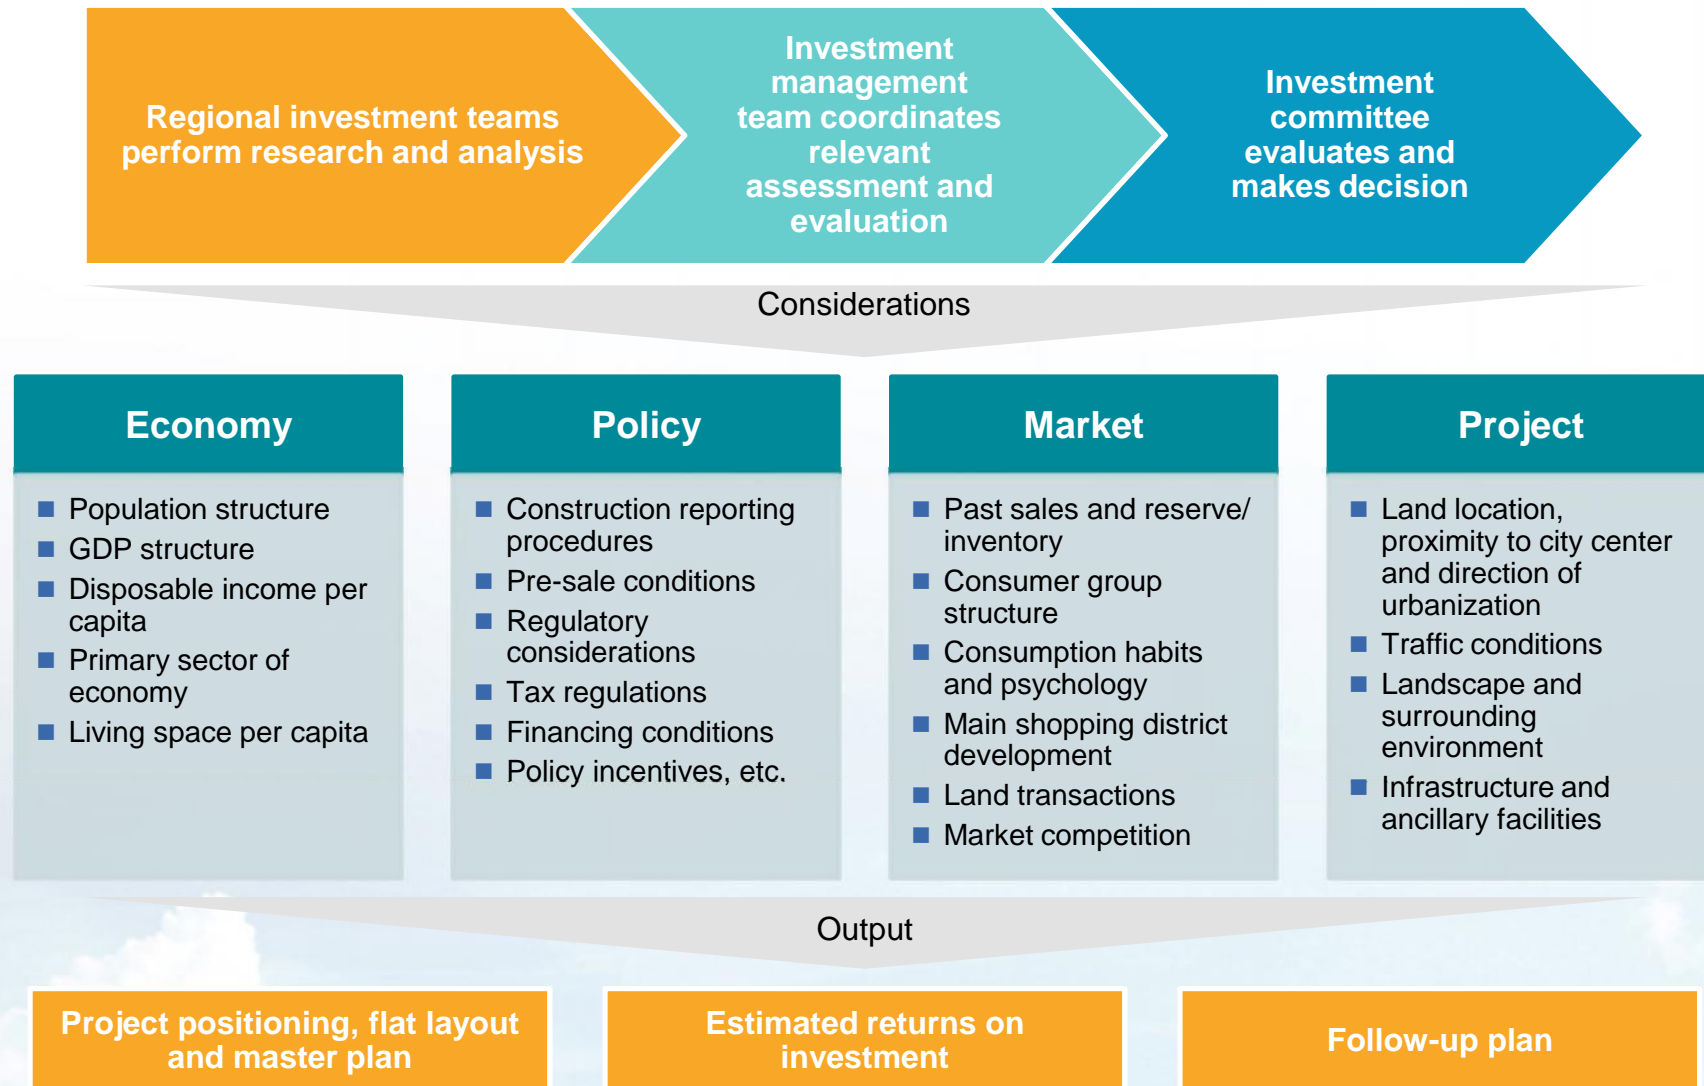 Regional investment teams
perform research and analysis
Investment
management
team coordinates
relevant
assessment and
evaluation
Investment
committee
evaluates and
makes decision
Considerations
Economy
Population structure
GDP structure
Disposable income per
capita
Primary sector of
economy
Living space per capita
Policy
Construction reporting
procedures
Pre-sale conditions
Regulatory
considerations
Tax regulations
Financing conditions
Policy incentives, etc.
Market
Past sales and reserve/
inventory
Consumer group
structure
Consumption habits
and psychology
Main shopping district
development
Land transactions
Market competition
Project
Land location,
proximity to city center
and direction of
urbanization
Traffic conditions
Landscape and
surrounding
environment
Infrastructure and
ancillary facilities
Output
Project positioning, flat layout
and master plan
Estimated returns on
investment
Follow-up plan